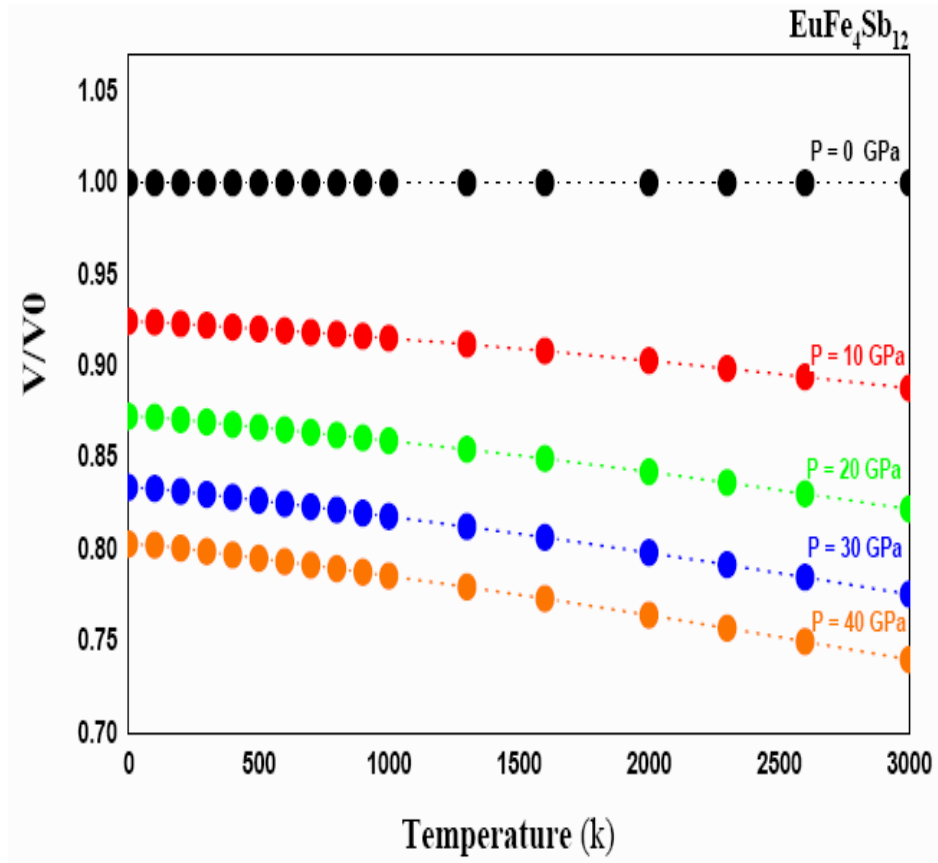 EuFe₄Sb₁₂
1.05
P = 0 GPa
1.00
0.95
V/V0
0.90
P = 10 GPa
0.85
P = 20 GPa
0.80
P = 30 GPa
0.75
P = 40 GPa
0.70
0 500 1000 1500 2000 2500 3000
Temperature (k)